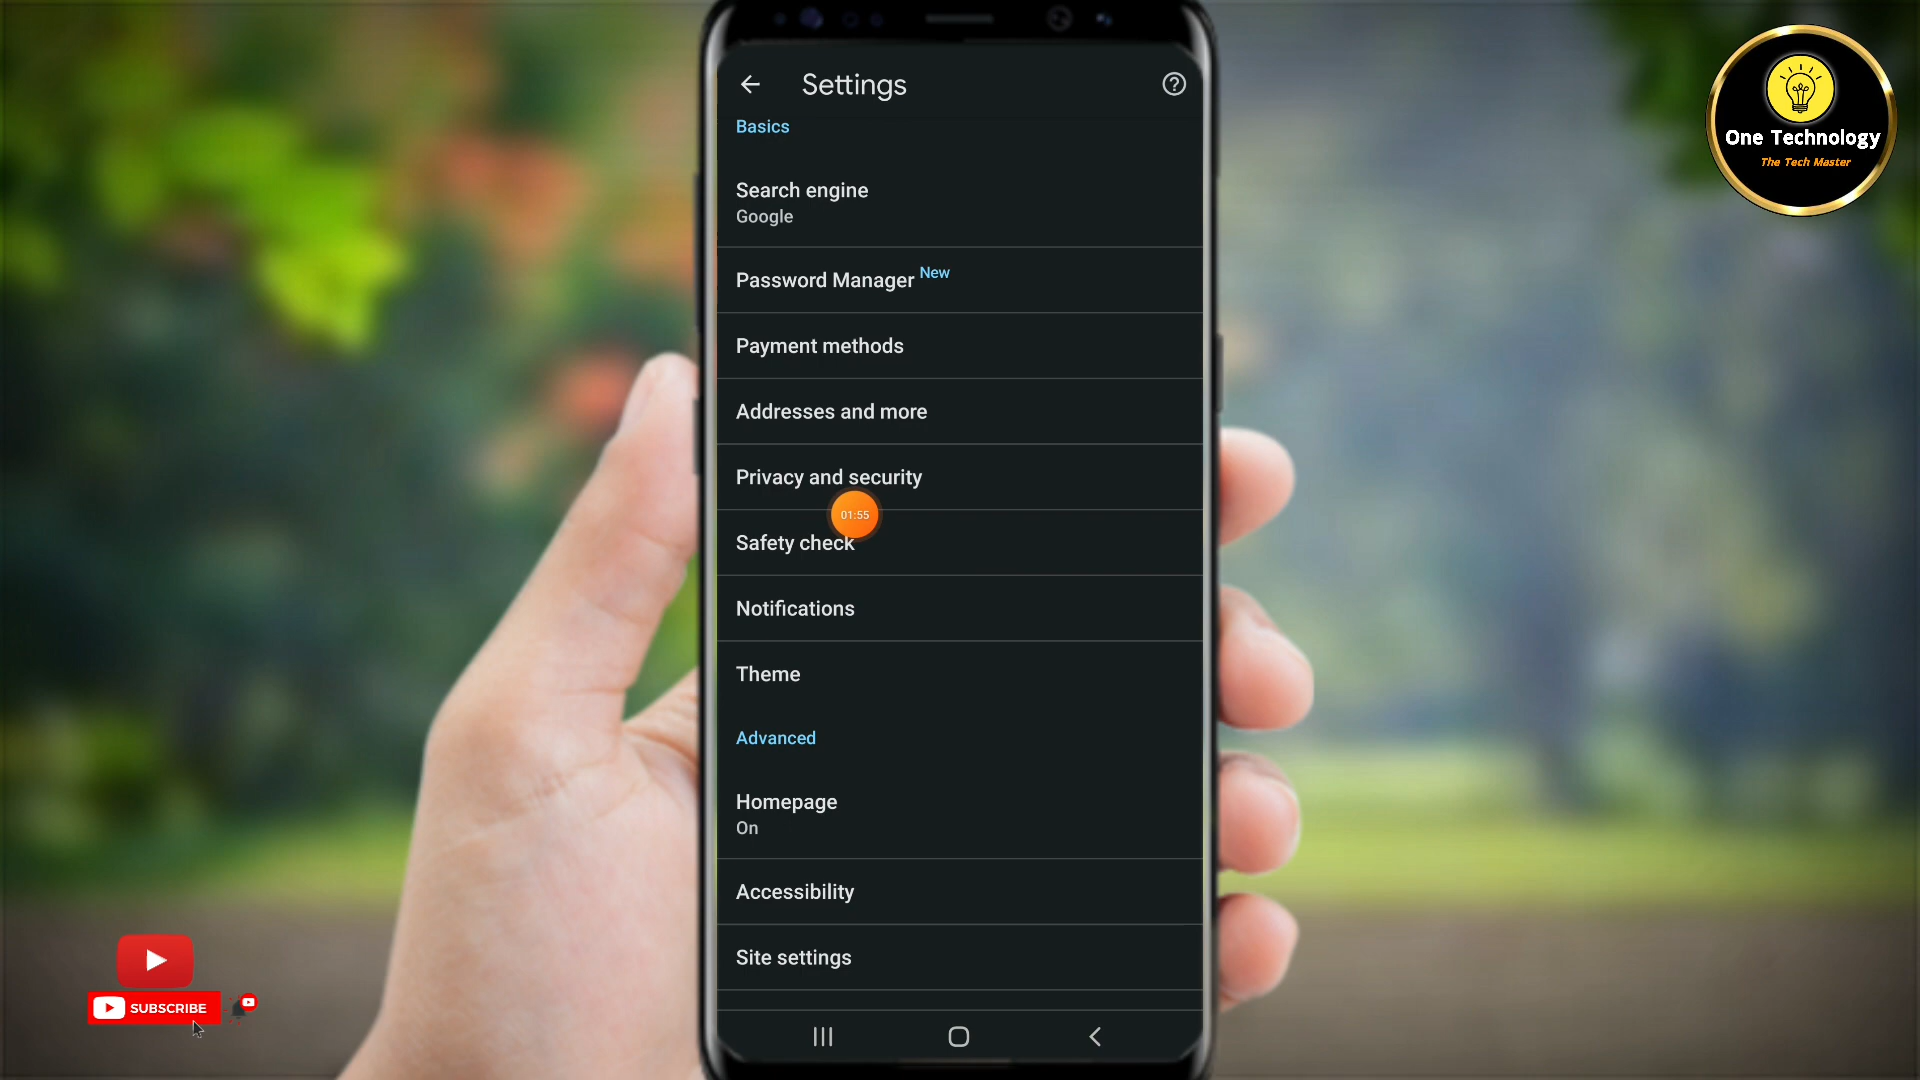 Settings
Basics
Search engine
Google
Password Manager New
Payment methods
Addresses and more
Privacy and security
01:55
Safety check
Notifications
Theme
Advanced
Homepage
On
Accessibility
Site settings
One Technology
The Tech Master
SUBSCRIBE